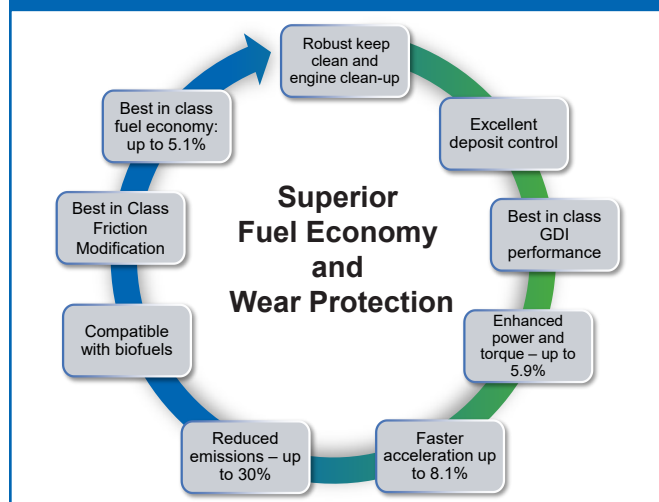 Robust keep
clean and
engine clean-up
Excellent
deposit control
Best in class
GDI
performance
Enhanced
power and
torque – up to
5.9%
Faster
acceleration up
to 8.1%
Reduced
emissions – up
to 30%
Compatible
with biofuels
Best in Class
Friction
Modification
Best in class
fuel economy:
up to 5.1%
Superior
Fuel Economy
and
Wear Protection